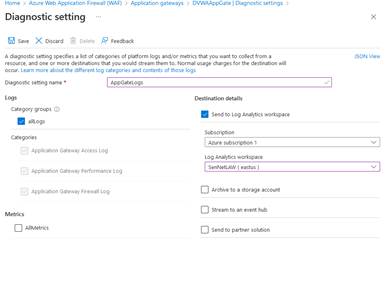 Home > Azure Web Application Firewall (WAF) > Application gateways > DVWAAppGate | Diagnostic settings >
Diagnostic setting ...
Save Discard Delete Feedback
A diagnostic setting specifies a list of categories of platform logs and/or metrics that you want to collect from a resource, and one or more destinations that you would stream them to. Normal usage charges for the destination will occur. Learn more about the different log categories and contents of those logs
JSON View
Diagnostic setting name * AppGateLogs
Logs
Category groups
allLogs
Categories
Application Gateway Access Log
Application Gateway Performance Log
Application Gateway Firewall Log
Metrics
AllMetrics
Destination details
Send to Log Analytics workspace
Subscription
Azure subscription 1
Log Analytics workspace
SenNetLAW ( eastus )
Archive to a storage account
Stream to an event hub
Send to partner solution